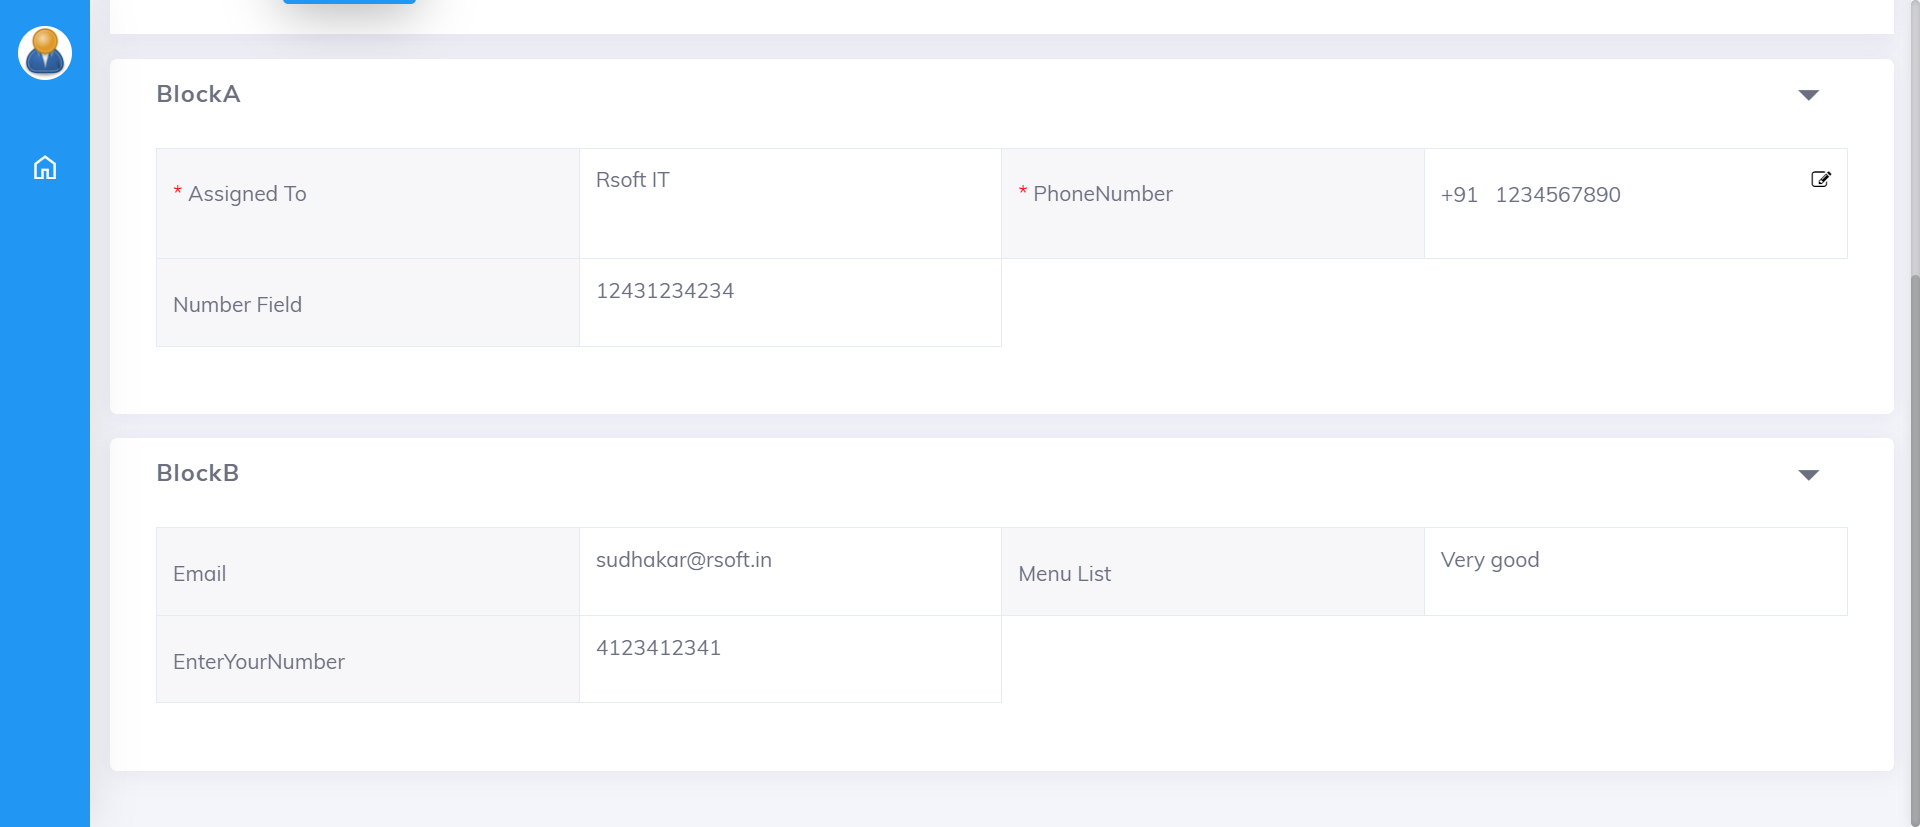 BlockA
* Assigned To
Rsoft IT
* PhoneNumber
+91 1234567890
Number Field
12431234234
BlockB
Email
sudhakar@rsoft.in
Menu List
Very good
EnterYourNumber
4123412341